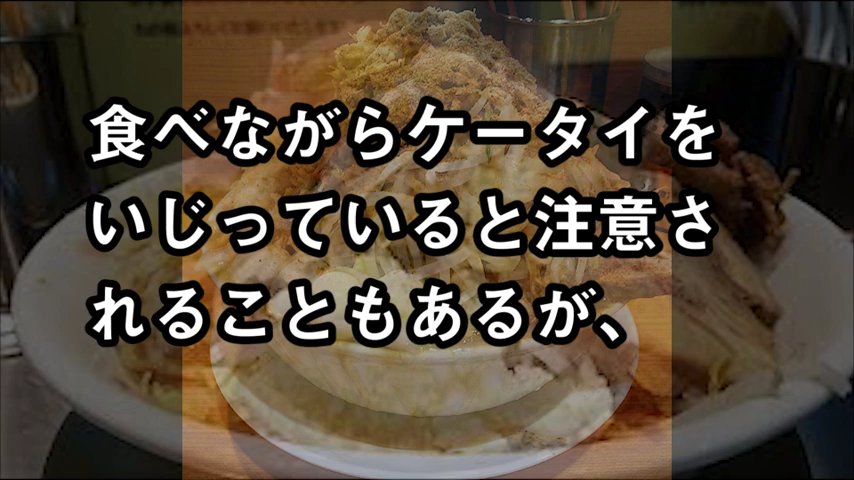 食べながらケータイを
いじっていると注意さ
れることもあるが、